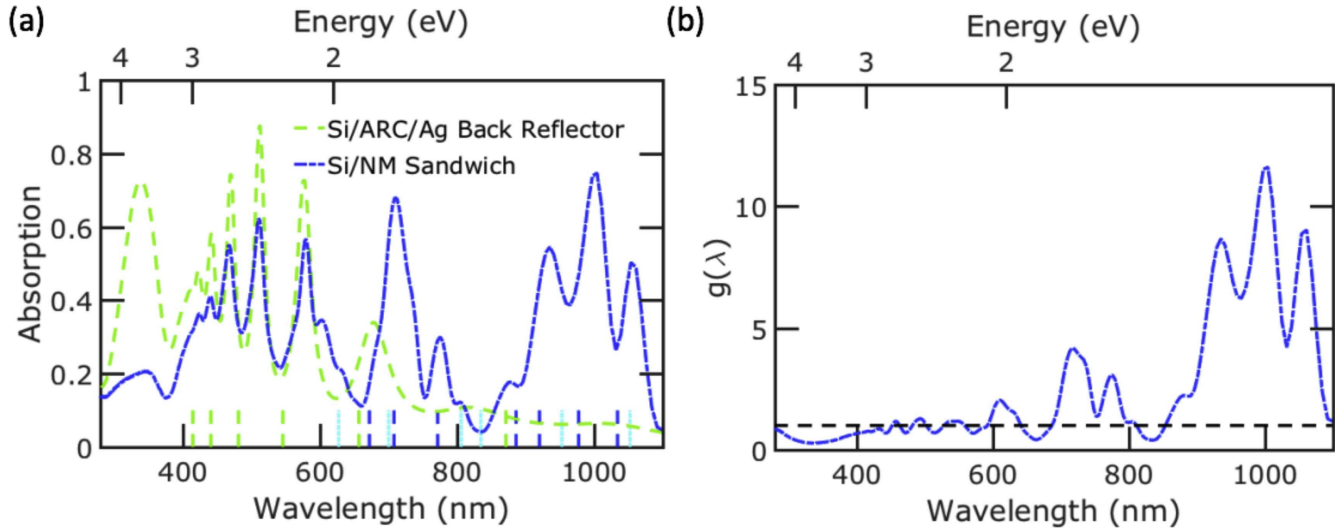 (a)
Energy (eV)
4 3 2
1
0.8
0.6
0.4
0.2
0
Absorption
Si/ARC/Ag Back Reflector
Si/NM Sandwich
400 600 800 1000
Wavelength (nm)
(b)
Energy (eV)
4 3 2
15
10
5
0
g(λ)
400 600 800 1000
Wavelength (nm)